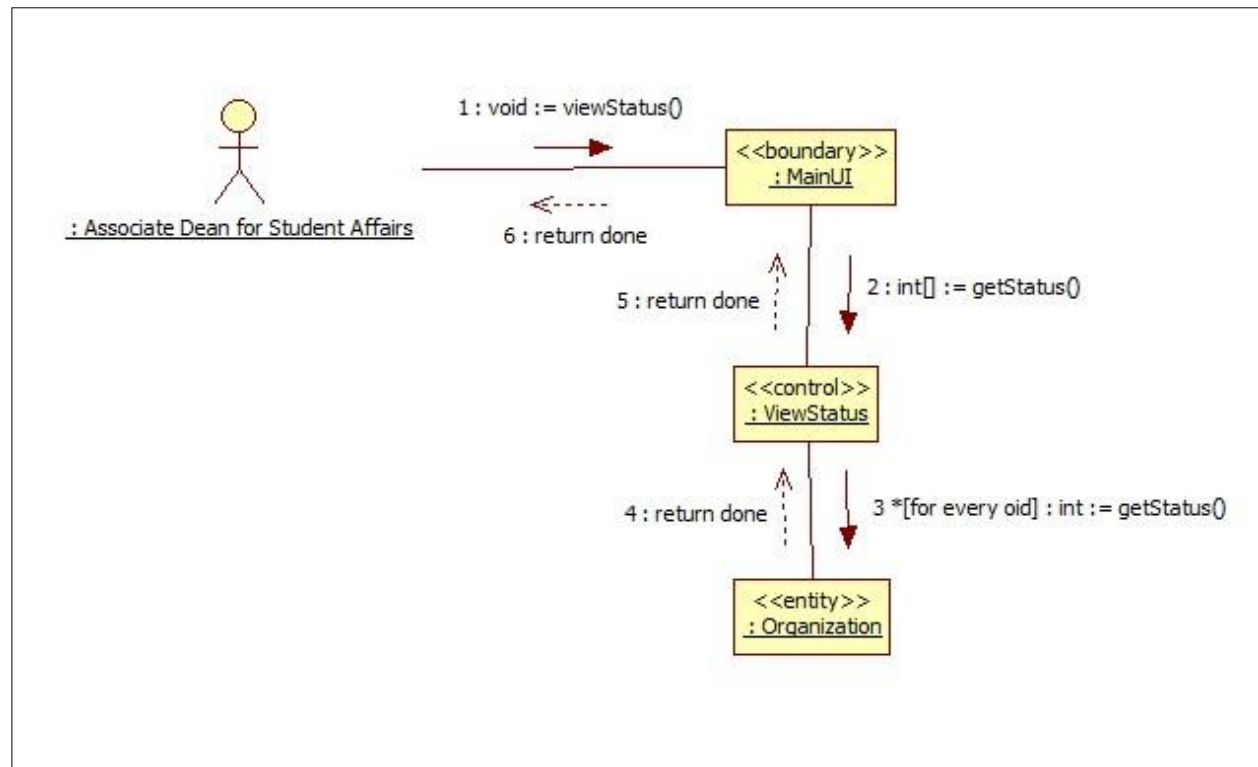 1 : void := viewStatus()
<<boundary>>
: MainUI
: Associate Dean for Student Affairs
6 : return done
5 : return done
2 : int[] := getStatus()
<<control>>
: ViewStatus
4 : return done
3 *[for every oid] : int := getStatus()
<<entity>>
: Organization